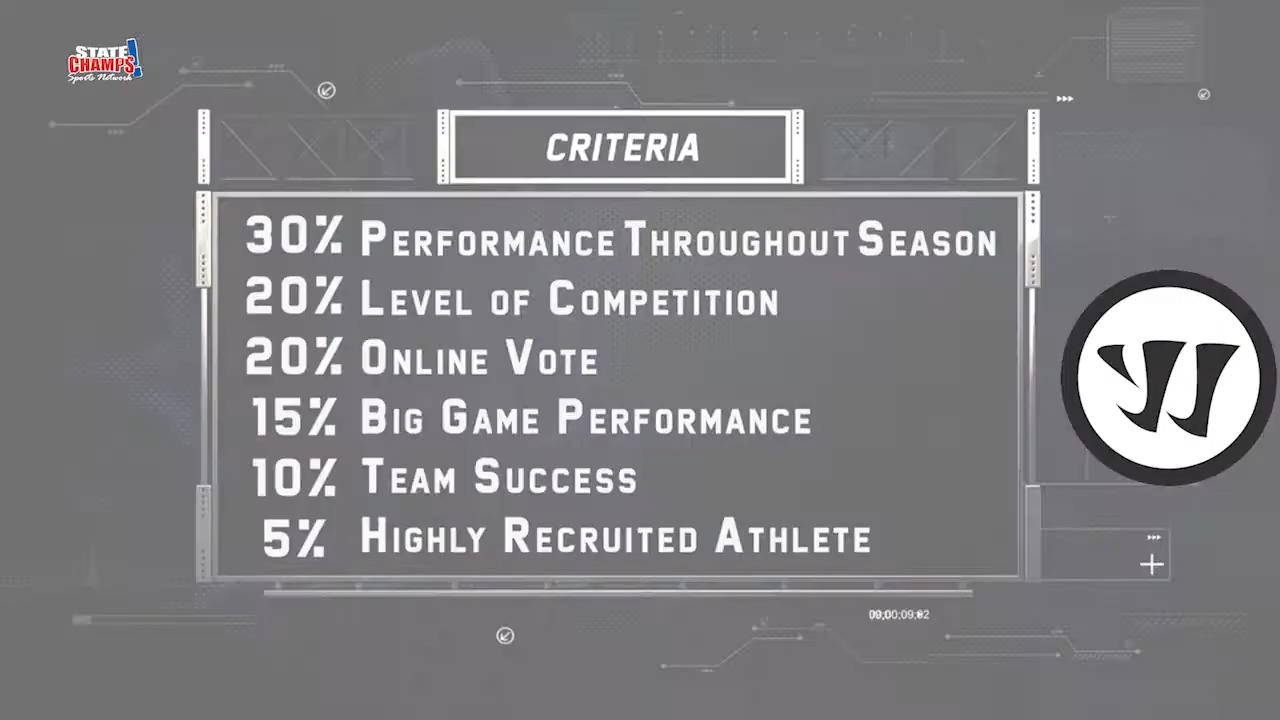 STATE
CHAMPS!
Sports Network
CRITERIA
30% PERFORMANCE THROUGHOUT SEASON
20% LEVEL OF COMPETITION
20% ONLINE VOTE
15% BIG GAME PERFORMANCE
10% TEAM SUCCESS
5% HIGHLY RECRUITED ATHLETE